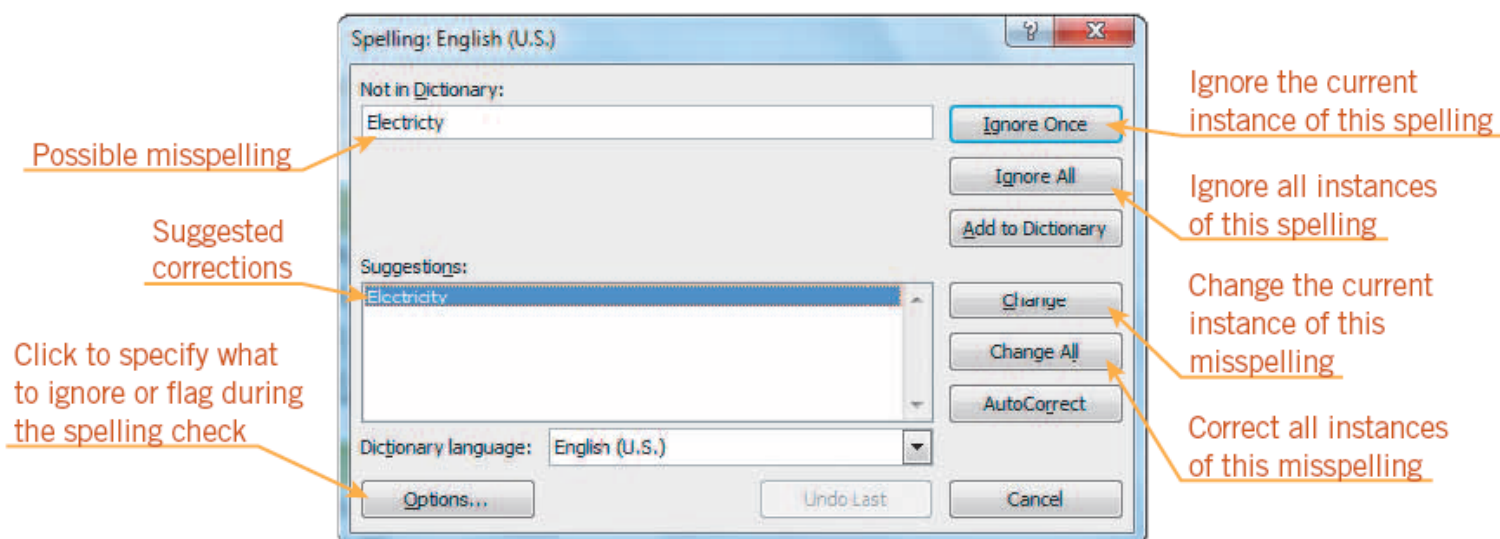 Spelling: English (U.S.)
Not in Dictionary:
Electricty
Ignore Once
Ignore All
Add to Dictionary
Suggestions:
Electricity
Change
Change All
AutoCorrect
Dictionary language:
English (U.S.)
Options...
Undo Last
Cancel
Possible misspelling
Suggested
corrections
Click to specify what
to ignore or flag during
the spelling check
Ignore the current
instance of this spelling
Ignore all instances
of this spelling
Change the current
instance of this
misspelling
Correct all instances
of this misspelling